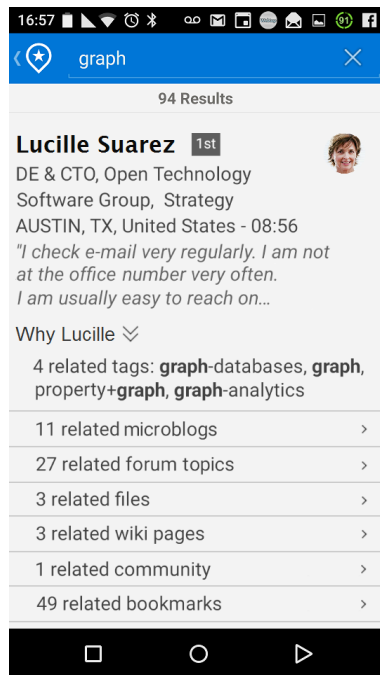 16:57
91
graph
94 Results
Lucille Suarez 1st
DE & CTO, Open Technology
Software Group, Strategy
AUSTIN, TX, United States - 08:56
"I check e-mail very regularly. I am not
at the office number very often.
I am usually easy to reach on...
Why Lucille
4 related tags: graph-databases, graph,
property+graph, graph-analytics
11 related microblogs
27 related forum topics
3 related files
3 related wiki pages
1 related community
49 related bookmarks